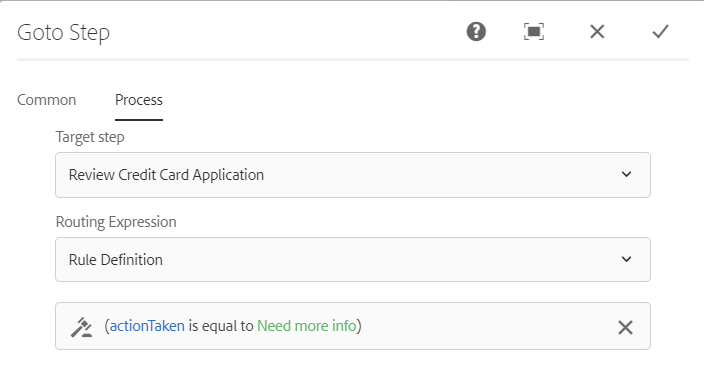 Goto Step
Common Process
Target step
Review Credit Card Application
Routing Expression
Rule Definition
(actionTaken is equal to Need more info)